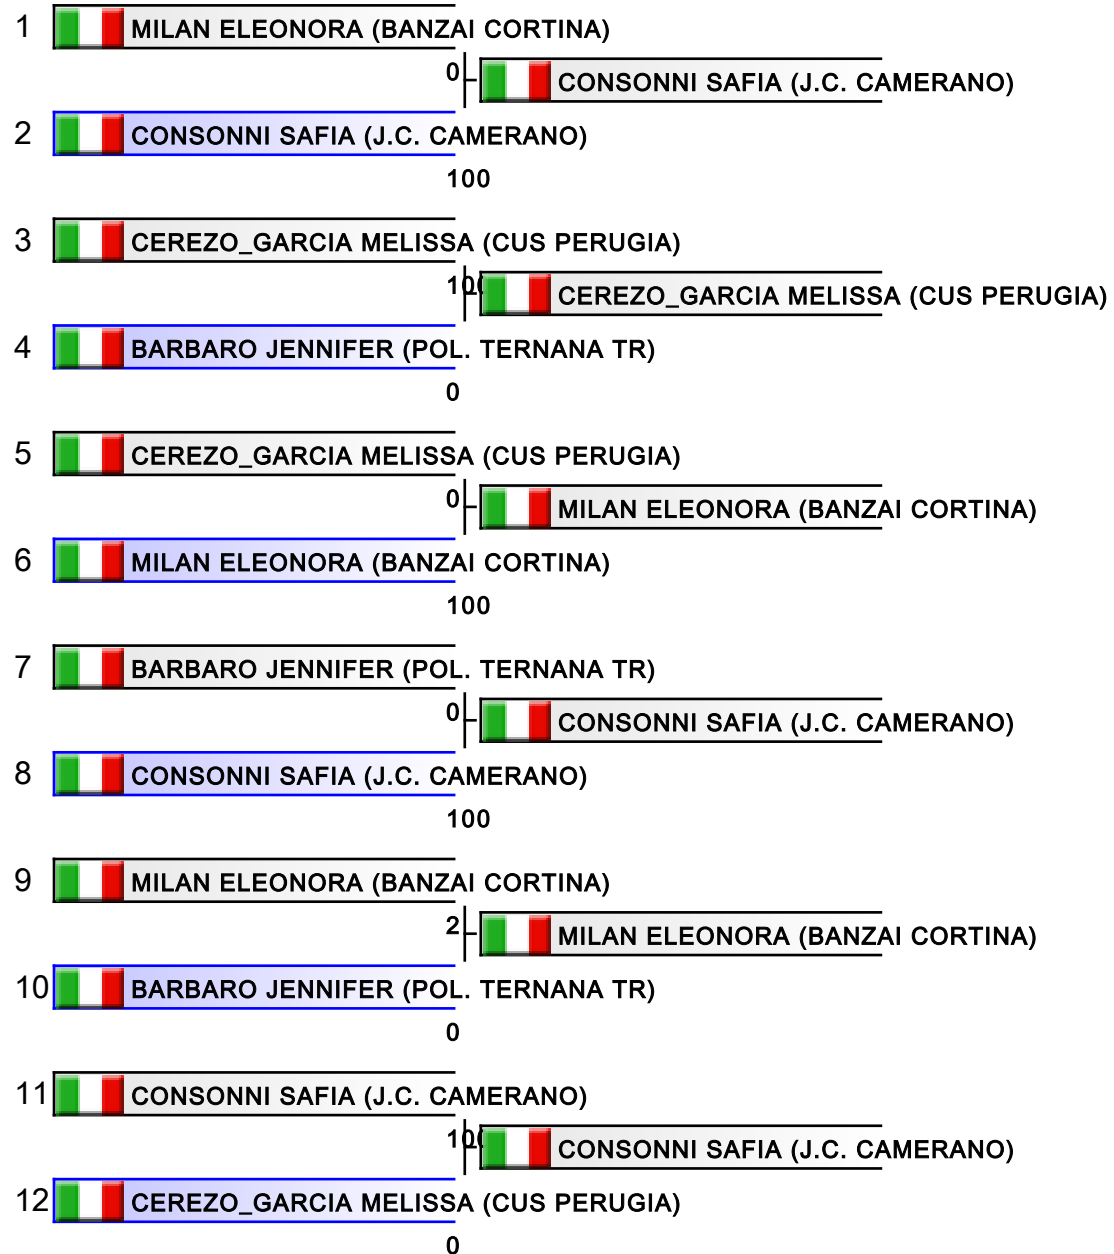 1 MILAN ELEONORA (BANZAI CORTINA)
0 CONSONNI SAFIA (J.C. CAMERANO)
2 CONSONNI SAFIA (J.C. CAMERANO)
100
3 CEREZO_GARCIA MELISSA (CUS PERUGIA)
100 CEREZO_GARCIA MELISSA (CUS PERUGIA)
4 BARBARO JENNIFER (POL. TERNANA TR)
0
5 CEREZO_GARCIA MELISSA (CUS PERUGIA)
0 MILAN ELEONORA (BANZAI CORTINA)
6 MILAN ELEONORA (BANZAI CORTINA)
100
7 BARBARO JENNIFER (POL. TERNANA TR)
0 CONSONNI SAFIA (J.C. CAMERANO)
8 CONSONNI SAFIA (J.C. CAMERANO)
100
9 MILAN ELEONORA (BANZAI CORTINA)
2 MILAN ELEONORA (BANZAI CORTINA)
10 BARBARO JENNIFER (POL. TERNANA TR)
0
11 CONSONNI SAFIA (J.C. CAMERANO)
100 CONSONNI SAFIA (J.C. CAMERANO)
12 CEREZO_GARCIA MELISSA (CUS PERUGIA)
0